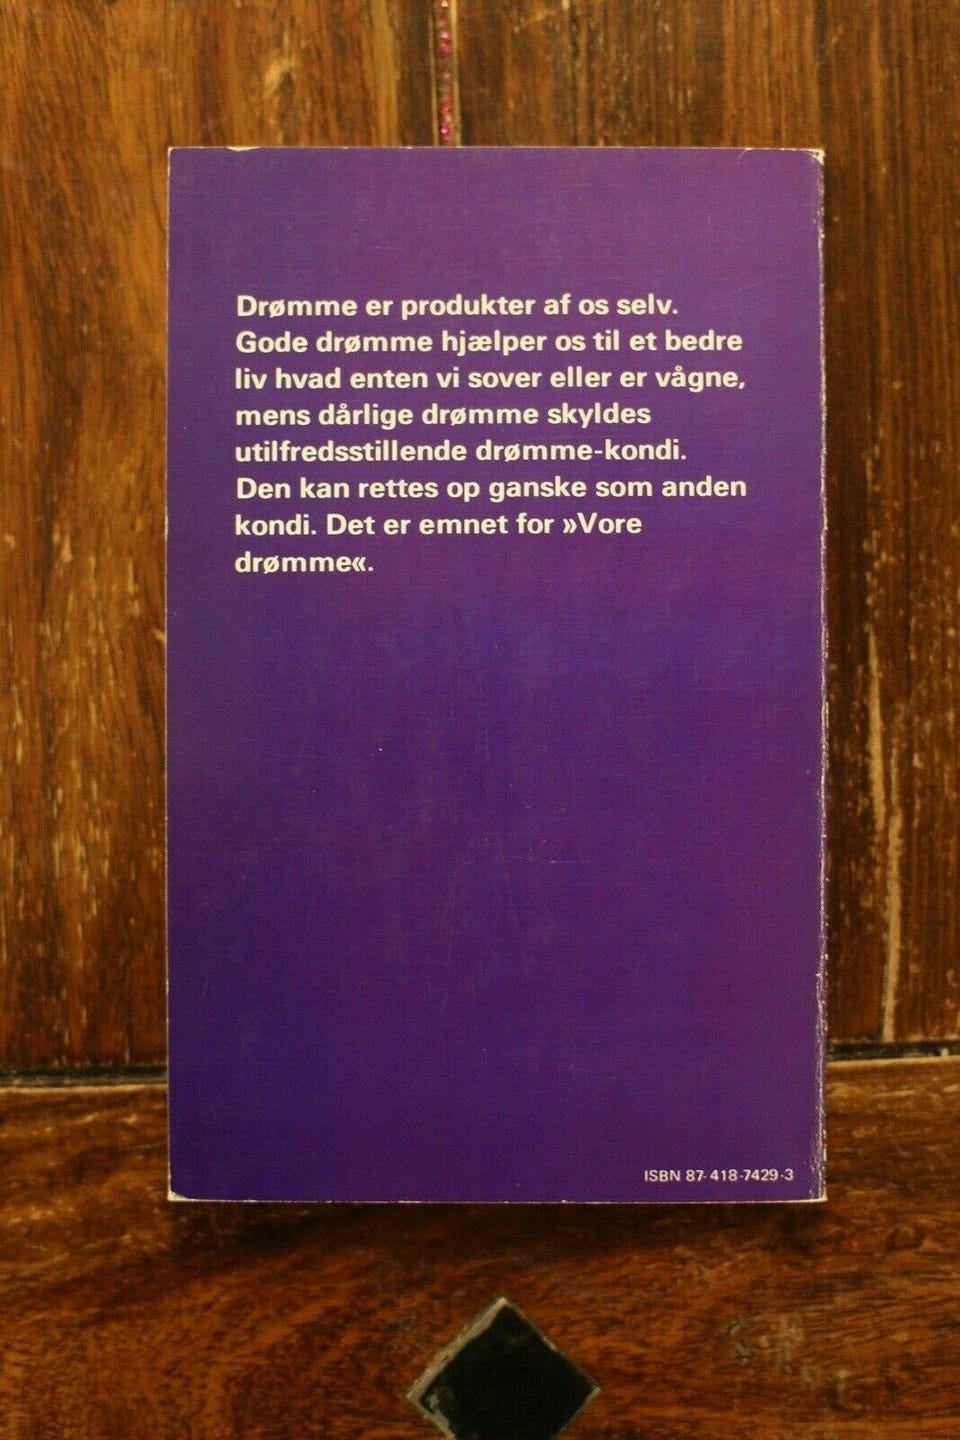 Drømme er produkter af os selv.
Gode drømme hjælper os til et bedre
liv hvad enten vi sover eller er vågne,
mens dårlige drømme skyldes
utilfredsstillende drømme-kondi.
Den kan rettes op ganske som anden
kondi. Det er emnet for »Vore
drømme«.
ISBN 87-418-7429-3